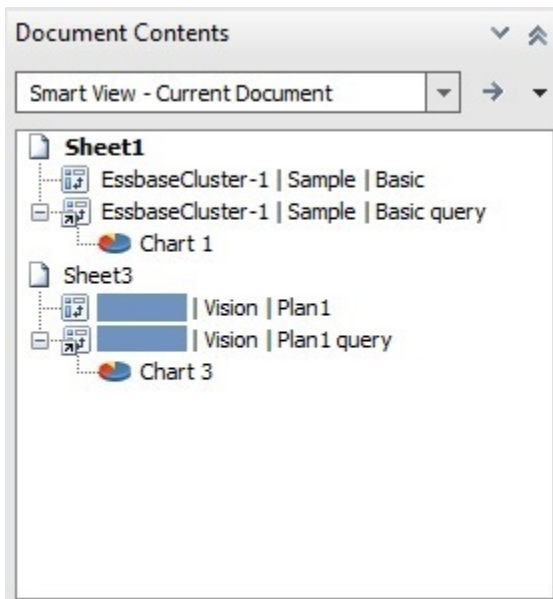 Document Contents
Smart View - Current Document
Sheet1
EssbaseCluster-1 | Sample | Basic
EssbaseCluster-1 | Sample | Basic query
Chart 1
Sheet3
| Vision | Plan1
| Vision | Plan1 query
Chart 3